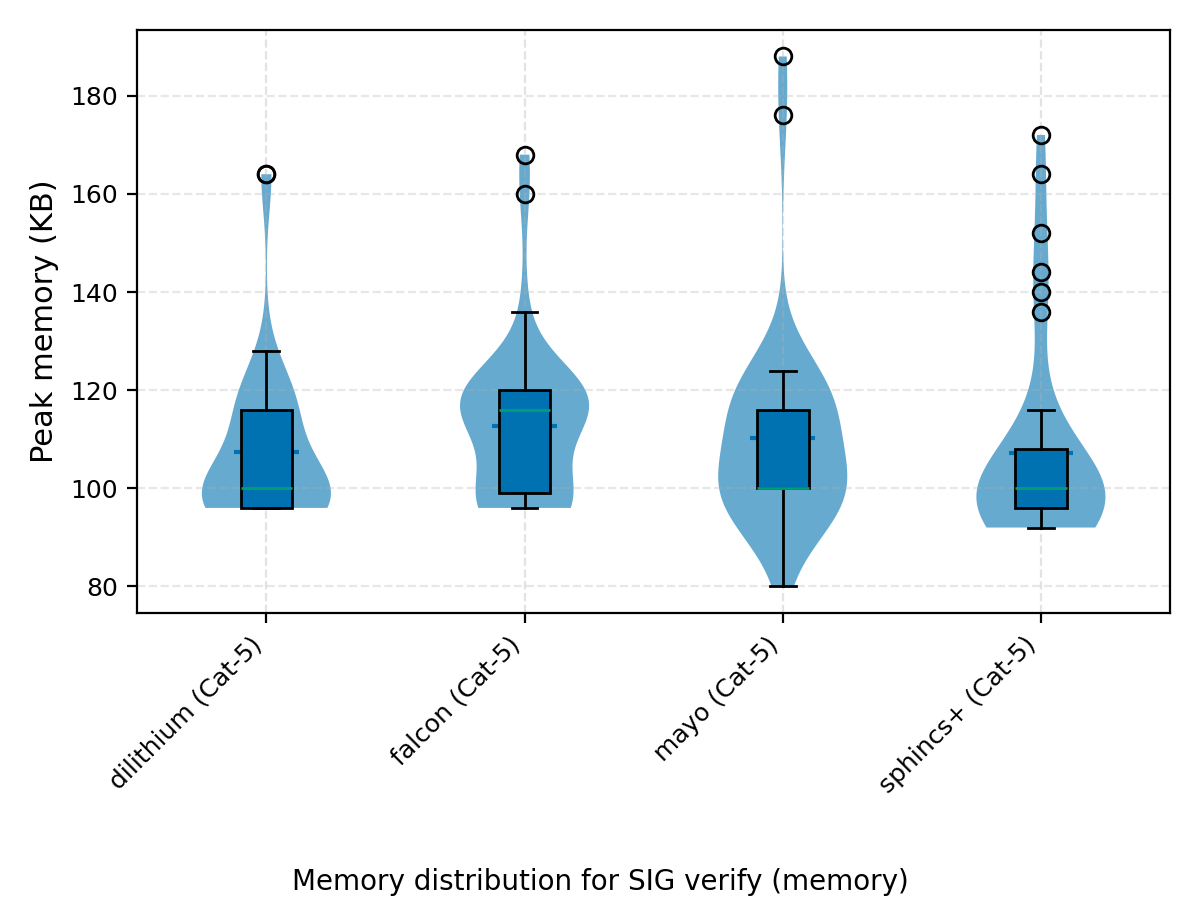 Peak memory (KB)
180
160
140
120
100
80
dilithium (Cat-5)
falcon (Cat-5)
mayo (Cat-5)
sphincs+ (Cat-5)
Memory distribution for SIG verify (memory)